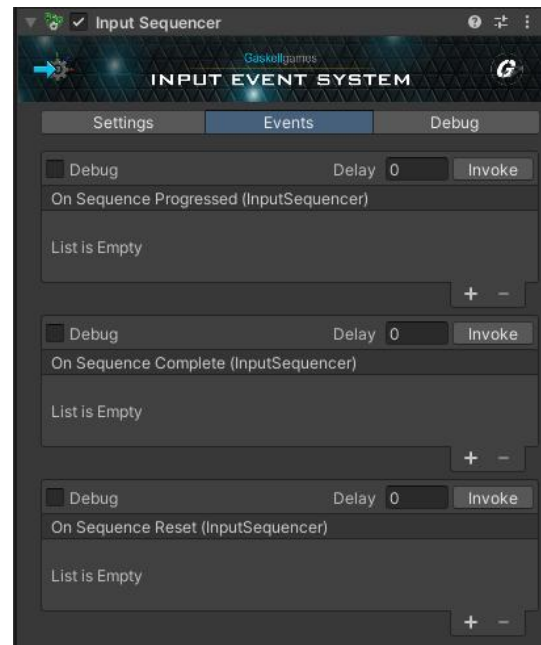 Input Sequencer
Gaskellgames
INPUT EVENT SYSTEM
G
Settings Events Debug
Debug Delay 0 Invoke
On Sequence Progressed (InputSequencer)
List is Empty
+ -
Debug Delay 0 Invoke
On Sequence Complete (InputSequencer)
List is Empty
+ -
Debug Delay 0 Invoke
On Sequence Reset (InputSequencer)
List is Empty
+ -